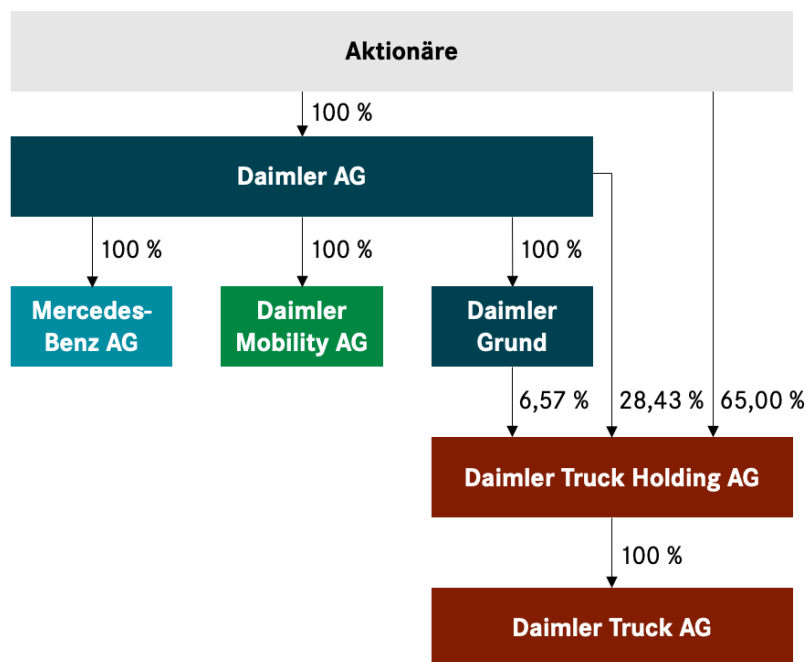 Aktionäre
100 %
Daimler AG
100 %
100 %
100 %
Mercedes-
Benz AG
Daimler
Mobility AG
Daimler
Grund
6,57 %
28,43 %
65,00 %
Daimler Truck Holding AG
100 %
Daimler Truck AG